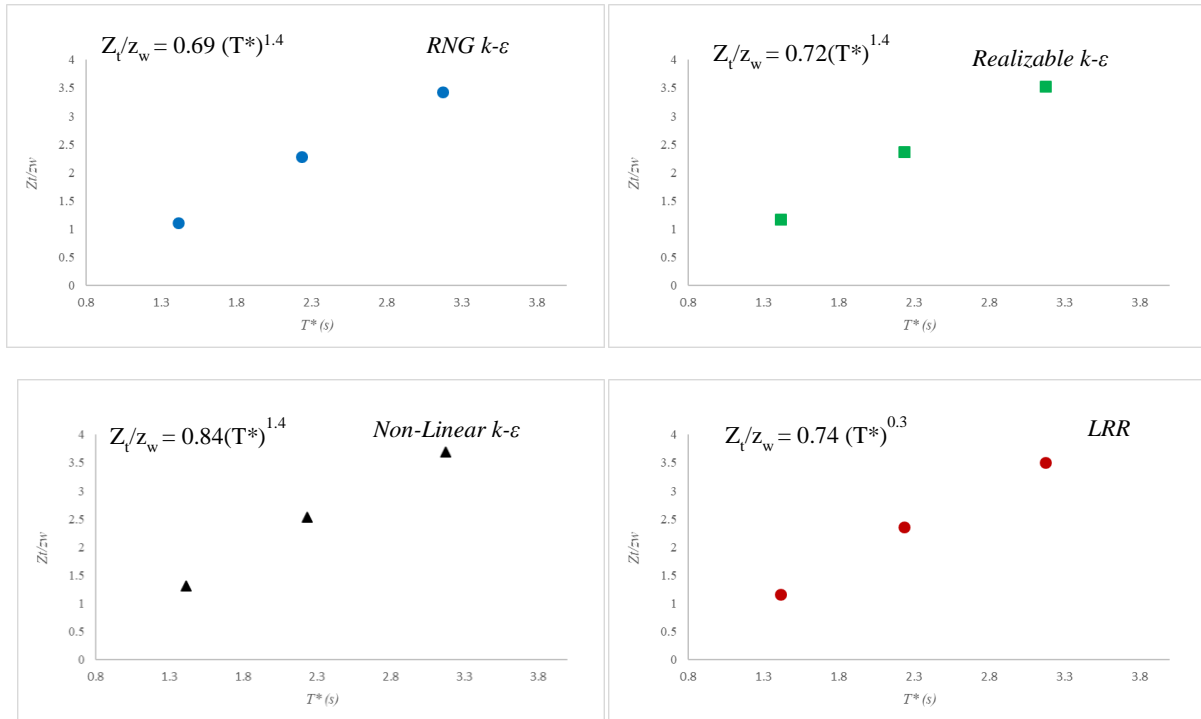 Zt/zw = 0.69 (T*)1.4
RNG k-ε
4
3.5
3
2.5
2
1.5
1
0.5
0
Zt/zw
0.8 1.3 1.8 2.3 2.8 3.3 3.8
T* (s)
Zt/zw = 0.72(T*)1.4
Realizable k-ε
4
3.5
3
2.5
2
1.5
1
0.5
0
Zt/zw
0.8 1.3 1.8 2.3 2.8 3.3 3.8
T* (s)
Zt/zw = 0.84(T*)1.4
Non-Linear k-ε
4
3.5
3
2.5
2
1.5
1
0.5
0
Zt/zw
0.8 1.3 1.8 2.3 2.8 3.3 3.8
T* (s)
Zt/zw = 0.74 (T*)0.3
LRR
4
3.5
3
2.5
2
1.5
1
0.5
0
Zt/zw
0.8 1.3 1.8 2.3 2.8 3.3 3.8
T* (s)